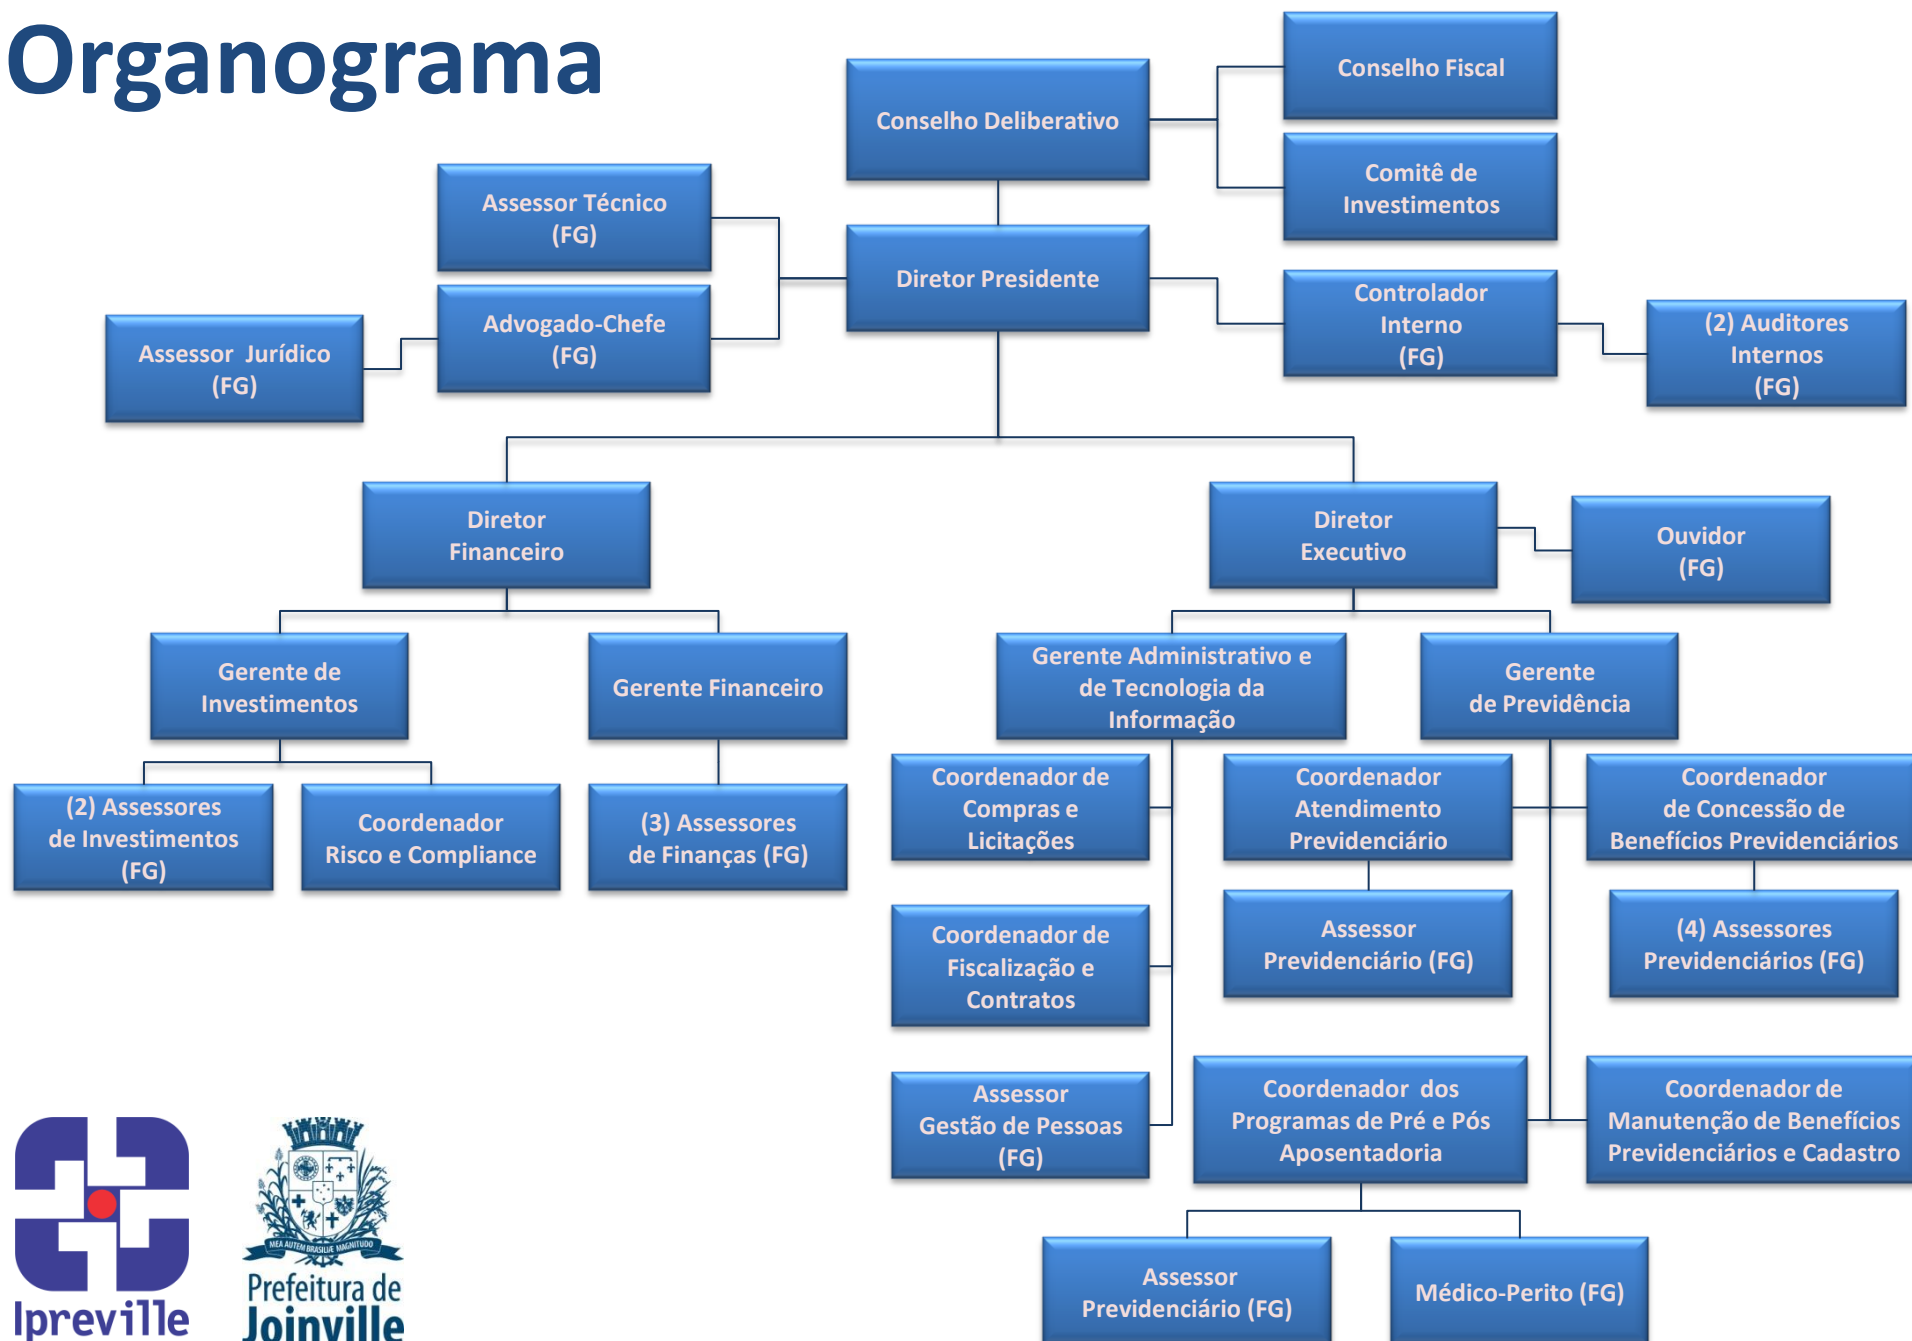 Organograma
Conselho Deliberativo
Conselho Fiscal
Comitê de
Investimentos
Assessor Técnico
(FG)
Diretor Presidente
Advogado-Chefe
(FG)
Assessor Jurídico
(FG)
Controlador
Interno
(FG)
(2) Auditores
Internos
(FG)
Diretor
Financeiro
Diretor
Executivo
Ouvidor
(FG)
Gerente de
Investimentos
Gerente Financeiro
Gerente Administrativo e
de Tecnologia da
Informação
Gerente
de Previdência
(2) Assessores
de Investimentos
(FG)
Coordenador
Risco e Compliance
(3) Assessores
de Finanças (FG)
Coordenador de
Compras e
Licitações
Coordenador
Atendimento
Previdenciário
Coordenador
de Concessão de
Benefícios Previdenciários
Coordenador de
Fiscalização e
Contratos
Assessor
Previdenciário (FG)
(4) Assessores
Previdenciários (FG)
Assessor
Gestão de Pessoas
(FG)
Coordenador dos
Programas de Pré e Pós
Aposentadoria
Coordenador de
Manutenção de Benefícios
Previdenciários e Cadastro
Assessor
Previdenciário (FG)
Médico-Perito (FG)
Ipreville
MEA AUTEM BRASILIÆ MAGNITUDO
Prefeitura de
Joinville